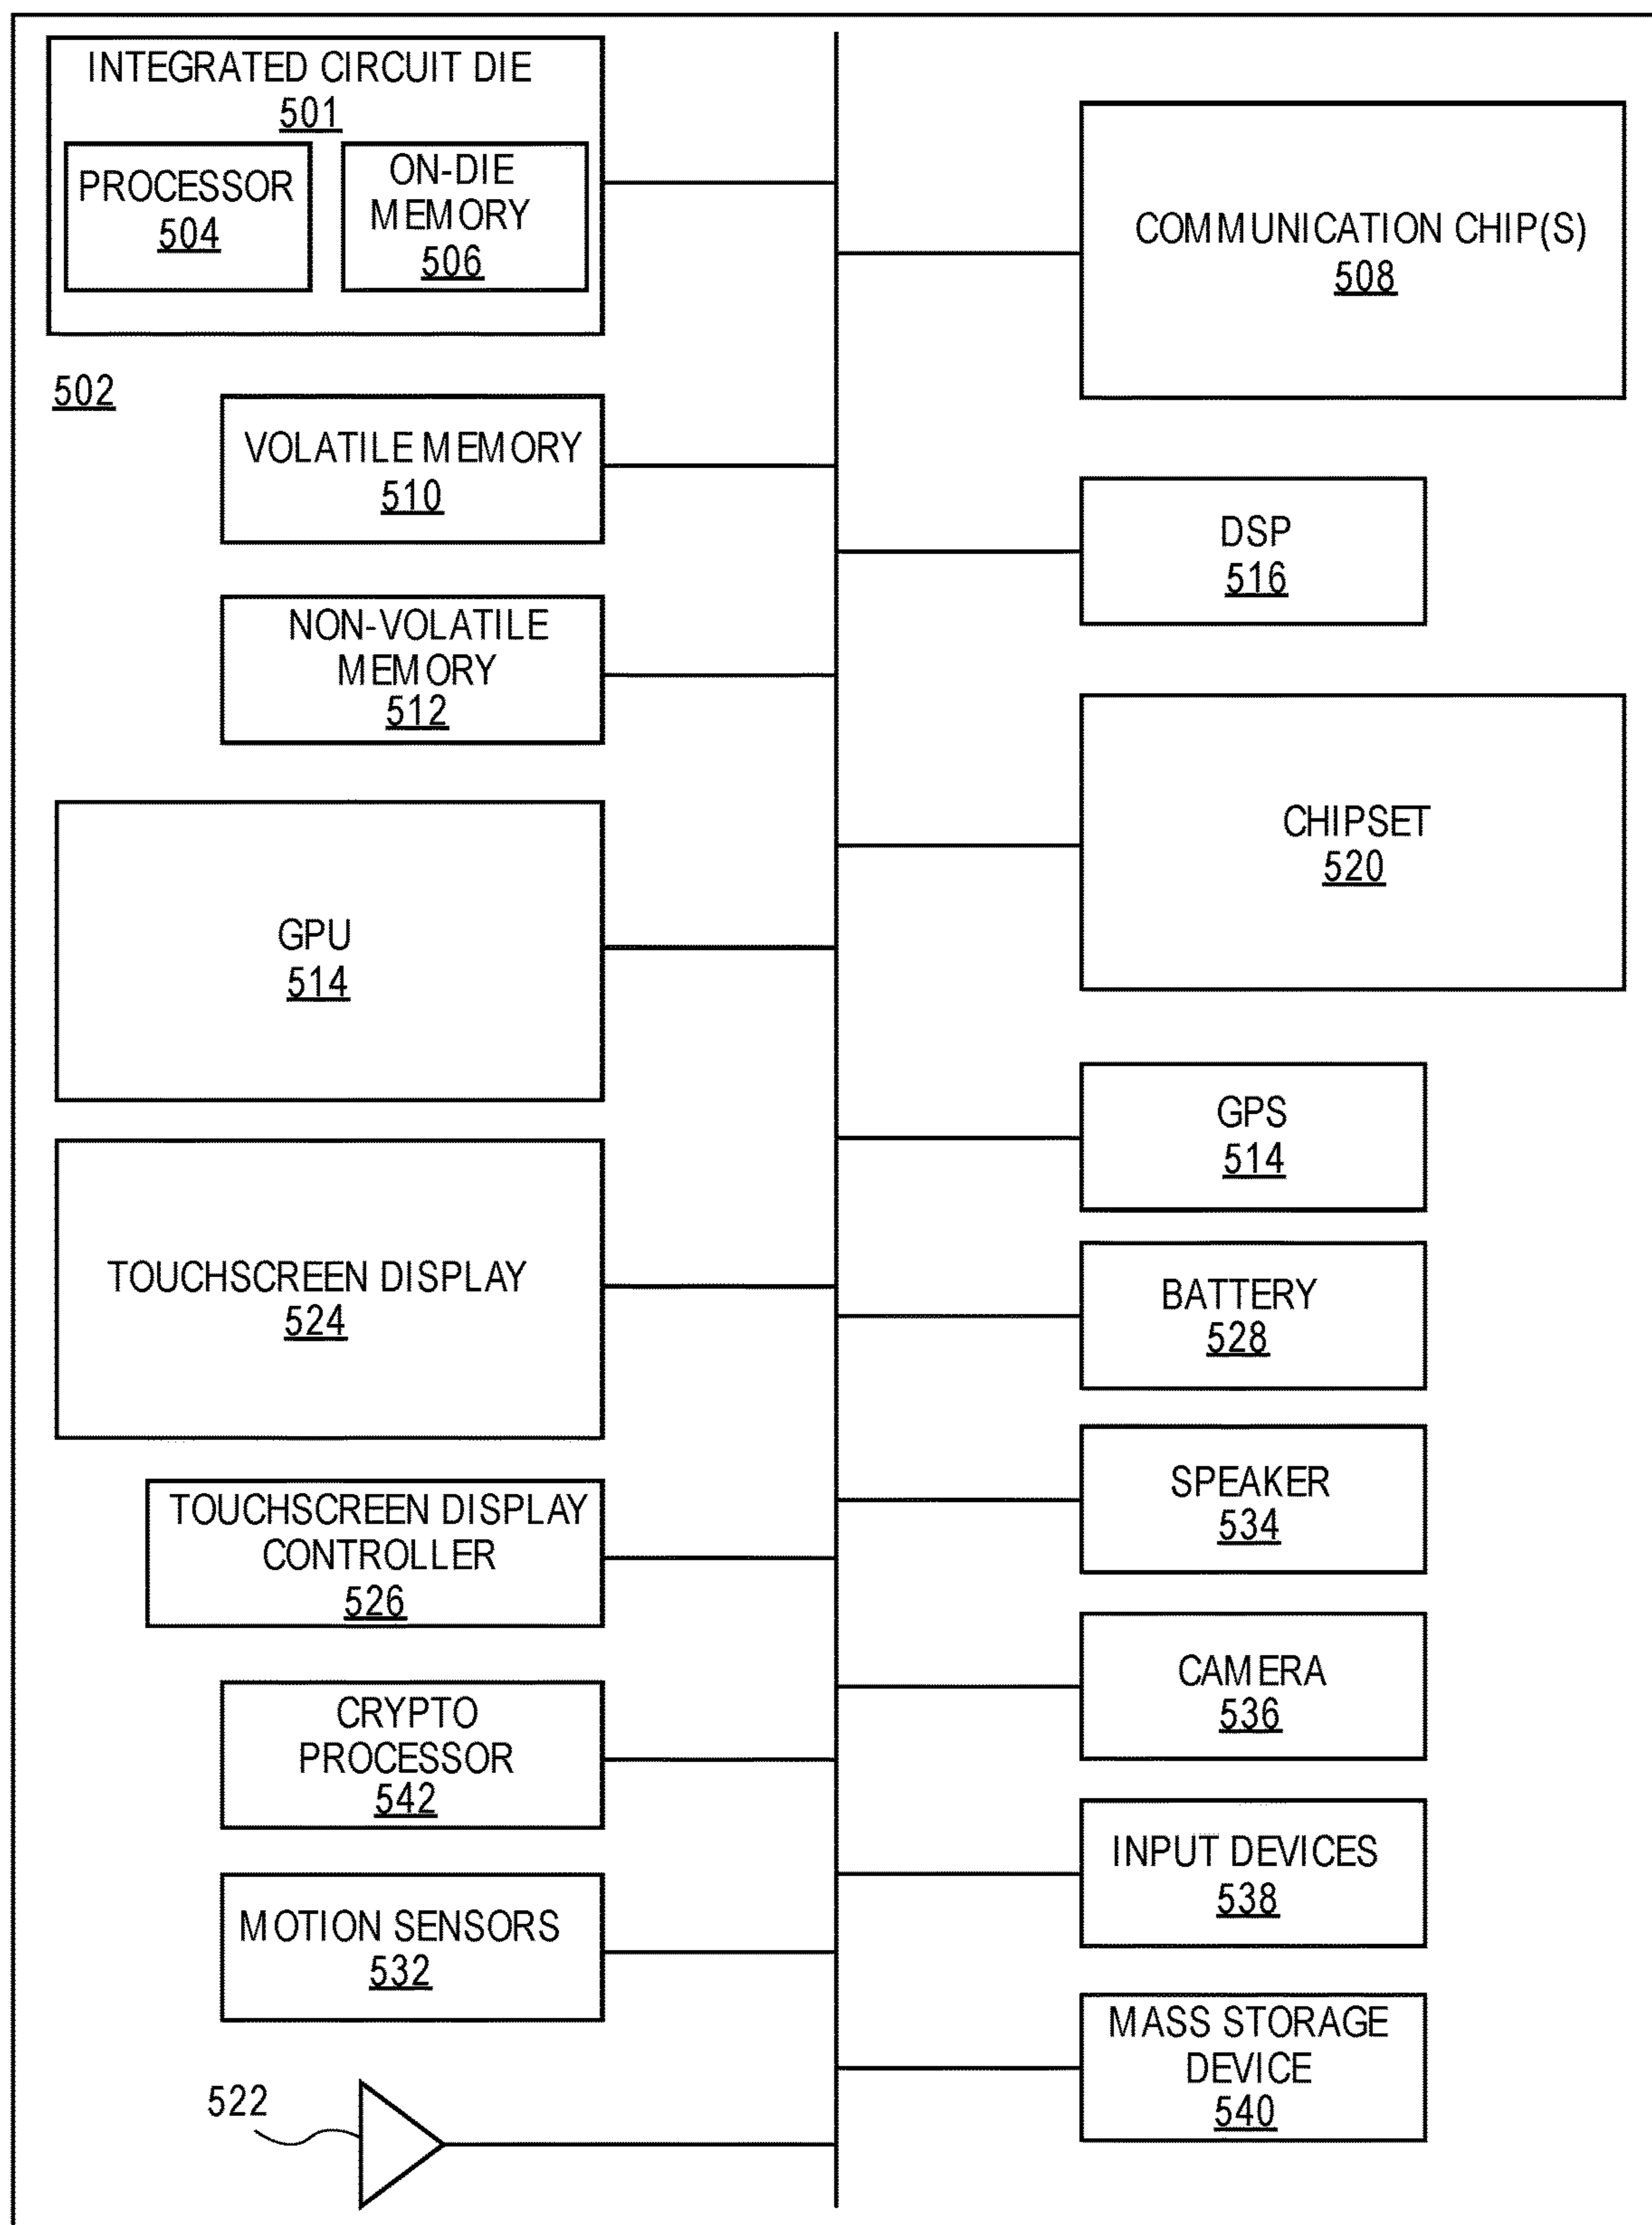 INTEGRATED CIRCUIT DIE
501
PROCESSOR
504
ON-DIE
MEMORY
506
502
VOLATILE MEMORY
510
NON-VOLATILE
MEMORY
512
GPU
514
TOUCHSCREEN DISPLAY
524
TOUCHSCREEN DISPLAY
CONTROLLER
526
CRYPTO
PROCESSOR
542
MOTION SENSORS
532
522
COMMUNICATION CHIP(S)
508
DSP
516
CHIPSET
520
GPS
514
BATTERY
528
SPEAKER
534
CAMERA
536
INPUT DEVICES
538
MASS STORAGE
DEVICE
540